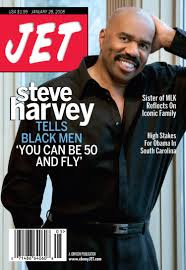 USA $1.99 JANUARY 28, 2008
JET
steve
harvey
TELLS
BLACK MEN
'YOU CAN BE 50
AND FLY'
Sister of MLK
Reflects On
Iconic Family
High Stakes
For Obama In
South Carolina
A JOHNSON PUBLICATION
www.ebonyJET.com